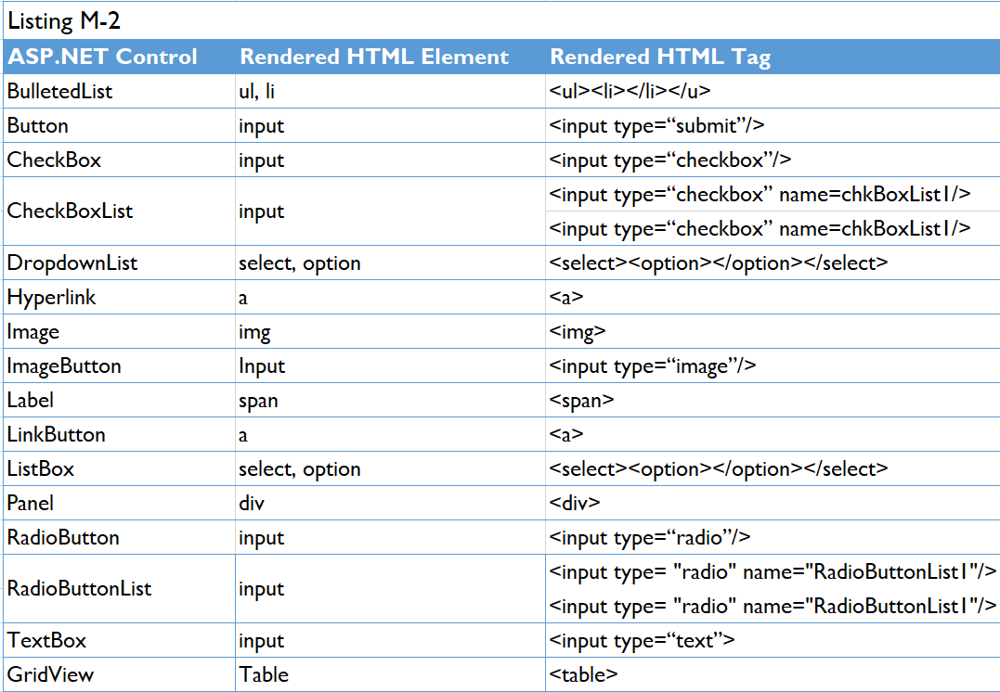 Listing M-2
ASP.NET Control Rendered HTML Element Rendered HTML Tag
BulletedList ul, li <ul><li></li></u>
Button input <input type=“submit”/>
CheckBox input <input type=“checkbox”/>
CheckBoxList input <input type=“checkbox” name=chkBoxList1/>
<input type=“checkbox” name=chkBoxList1/>
DropdownList select, option <select><option></option></select>
Hyperlink a <a>
Image img <img>
ImageButton Input <input type=“image”/>
Label span <span>
LinkButton a <a>
ListBox select, option <select><option></option></select>
Panel div <div>
RadioButton input <input type=“radio”/>
RadioButtonList input <input type= "radio" name="RadioButtonList1"/>
<input type= "radio" name="RadioButtonList1"/>
TextBox input <input type=“text”>
GridView Table <table>